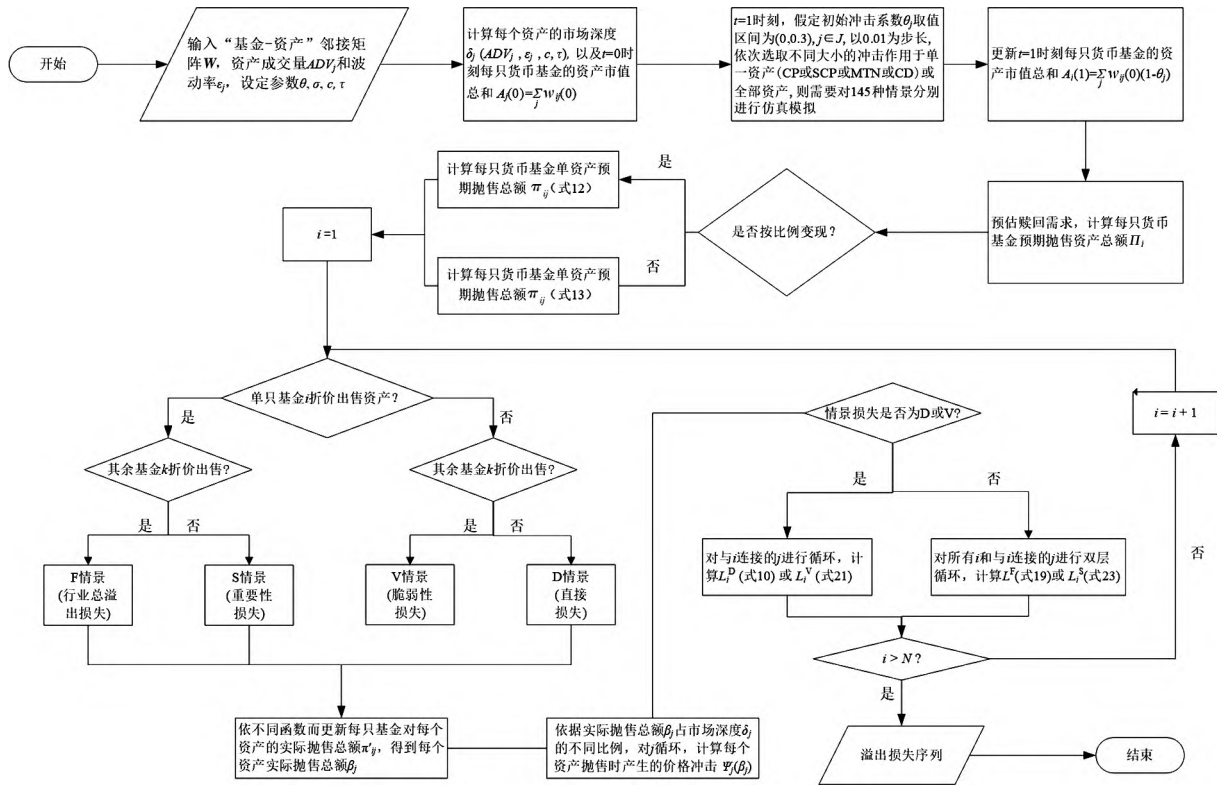 开始
输入“基金-资产”邻接矩
阵W，资产成交量ADVj和波
动率εj，设定参数θ, σ, c, τ
计算每个资产的市场深度
δj (ADVj , εj , c, τ)，以及t=0时
刻每只货币基金的资产市值
总和 Aj(0)=∑j wij(0)
t=1时刻，假定初始冲击系数θj取值
区间为(0,0.3), j∈J, 以0.01为步长，
依次选取不同大小的冲击作用于单
一资产(CP或SCP或MTN或CD)或
全部资产, 则需要对145种情景分别
进行仿真模拟
更新t=1时刻每只货币基金的资
产市值总和 Ai(1)=∑j wij(0)(1-θj)
预估赎回需求，计算每只货币
基金预期抛售资产总额Πi
是否按比例变现？
是
否
计算每只货币基金单资产预
期抛售总额 πij（式12）
计算每只货币基金单资产预
期抛售总额πij（式13）
i =1
单只基金i折价出售资产？
是
否
其余基金k折价出售？
其余基金k折价出售？
是
否
是
否
F情景
(行业总溢
出损失)
S情景
(重要性
损失)
V情景
(脆弱性
损失)
D情景
(直接
损失)
依不同函数而更新每只基金对每个
资产的实际抛售总额π'ij，得到每个
资产实际抛售总额βj
依据实际抛售总额βj占市场深度δj
的不同比例，对j循环，计算每个
资产抛售时产生的价格冲击 Ψj(βj)
情景损失是否为D或V?
是
否
对与i连接的j进行循环，计
算LiD (式10) 或 LiV (式21)
对所有i和与i连接的j进行双层
循环，计算LF(式19)或 LiS(式23)
i > N ?
是
否
i = i + 1
溢出损失序列
结束